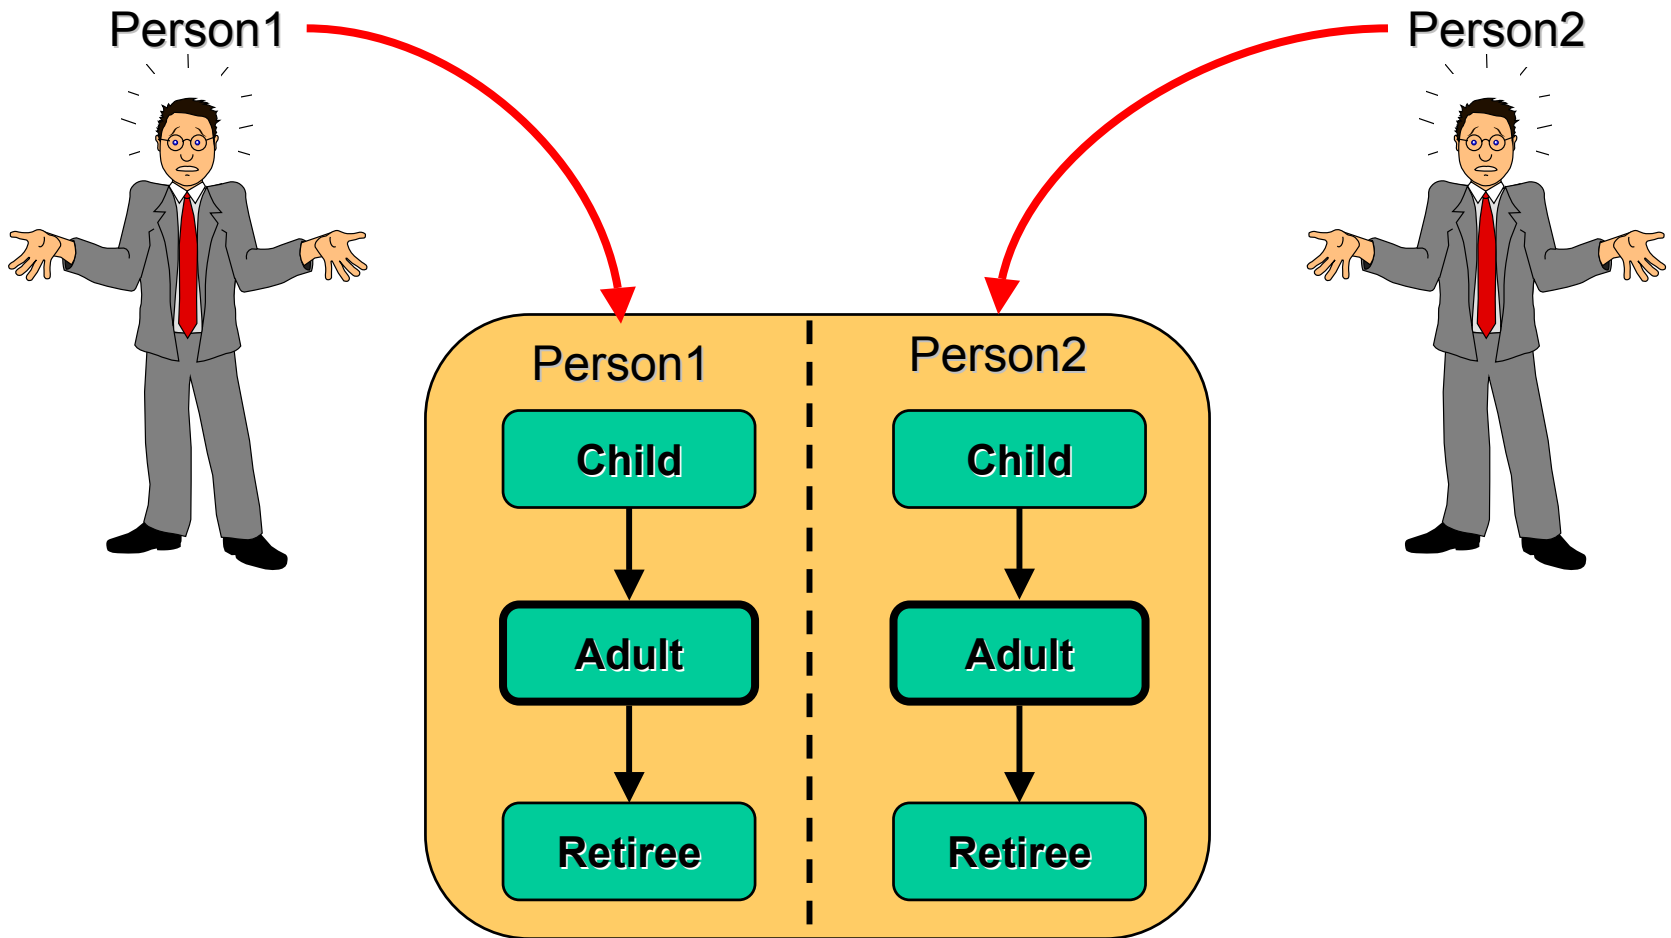 Person1
Person2
Person1
Person2
Child
Child
Adult
Adult
Retiree
Retiree